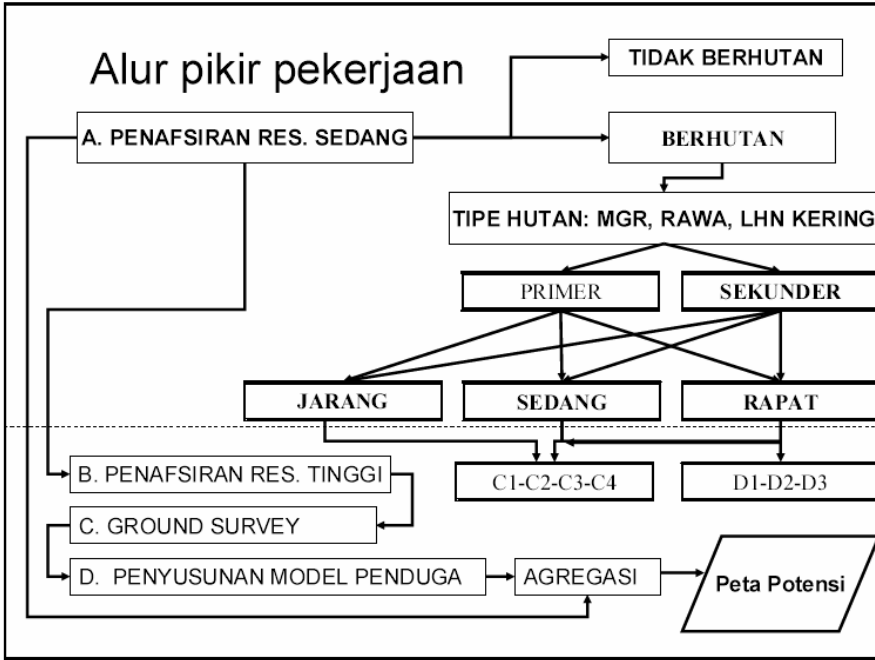 Alur pikir pekerjaan
TIDAK BERHUTAN
A. PENAFSIRAN RES. SEDANG
BERHUTAN
TIPE HUTAN: MGR, RAWA, LHN KERING
PRIMER
SEKUNDER
JARANG
SEDANG
RAPAT
B. PENAFSIRAN RES. TINGGI
C1-C2-C3-C4
D1-D2-D3
C. GROUND SURVEY
D. PENYUSUNAN MODEL PENDUGA
AGREGASI
Peta Potensi